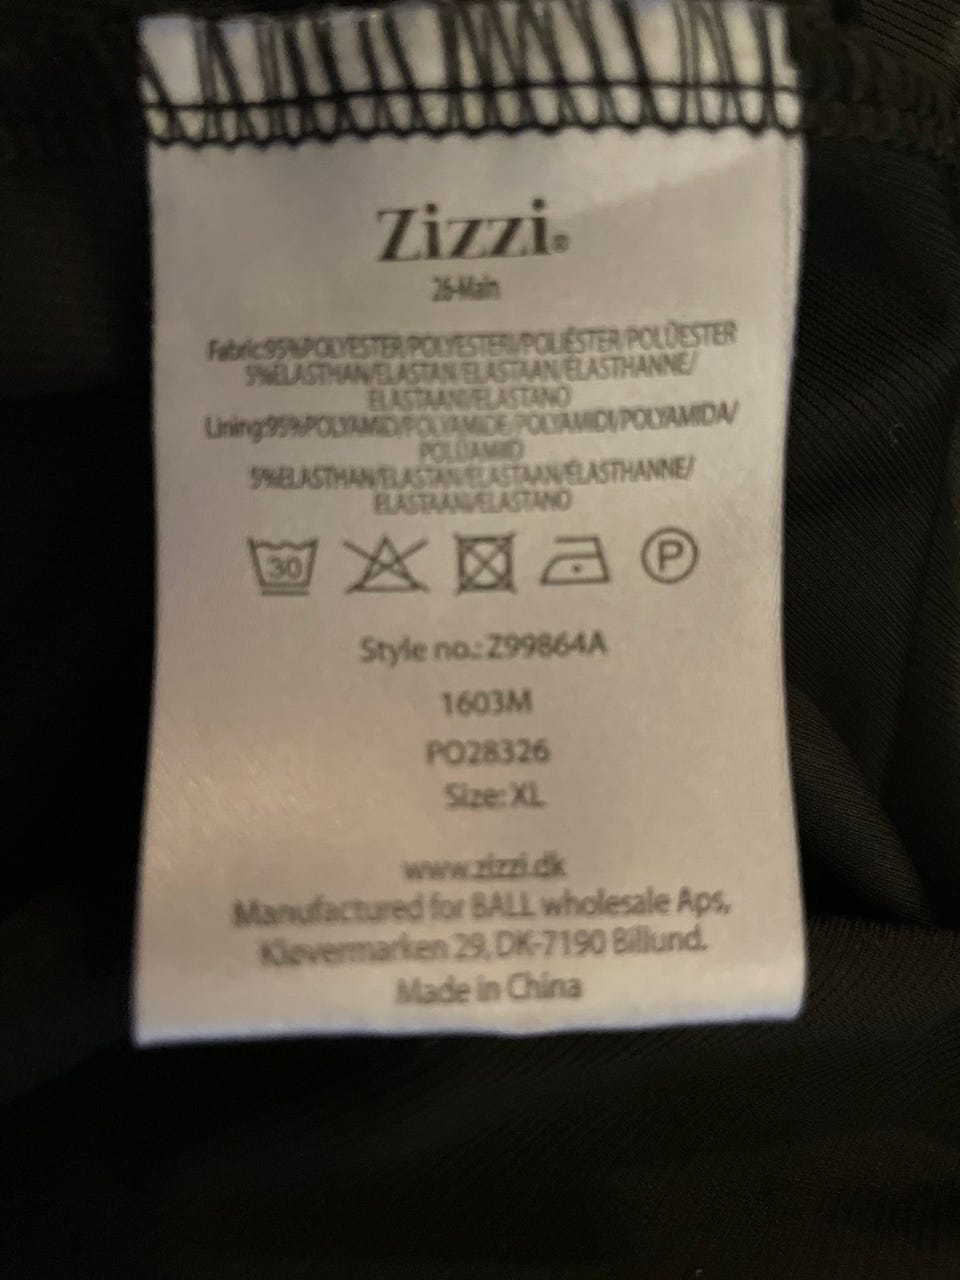 Zizzi®
26-Main
Fabric:95%POLYESTER/POLYESTERI/POLIÉSTER/POLÜESTER
5%ELASTHAN/ELASTAN/ELASTAAN/ÉLASTHANNE/
ELASTAANI/ELASTANO
Lining:95%POLYAMID/POLYAMIDE/POLYAMIDI/POLYAMIDA/
POLÜAMIID
5%ELASTHAN/ELASTAN/ELASTAAN/ÉLASTHANNE/
ELASTAANI/ELASTANO
30 P
Style no.: Z99864A
1603M
PO28326
Size: XL
www.zizzi.dk
Manufactured for BALL wholesale Aps,
Kløvermarken 29, DK-7190 Billund.
Made in China